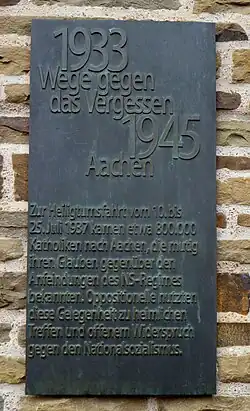 1933
Wege gegen
das Vergessen
1945
Aachen
Zur Heiligtumsfahrt vom 10. bis
25. Juli 1937 kamen etwa 800.000
Katholiken nach Aachen, die mutig
ihren Glauben gegenüber den
Anfeindungen des NS-Regimes
bekannten. Oppositionelle nutzten
diese Gelegenheit zu heimlichen
Treffen und offenem Widerspruch
gegen den Nationalsozialismus.